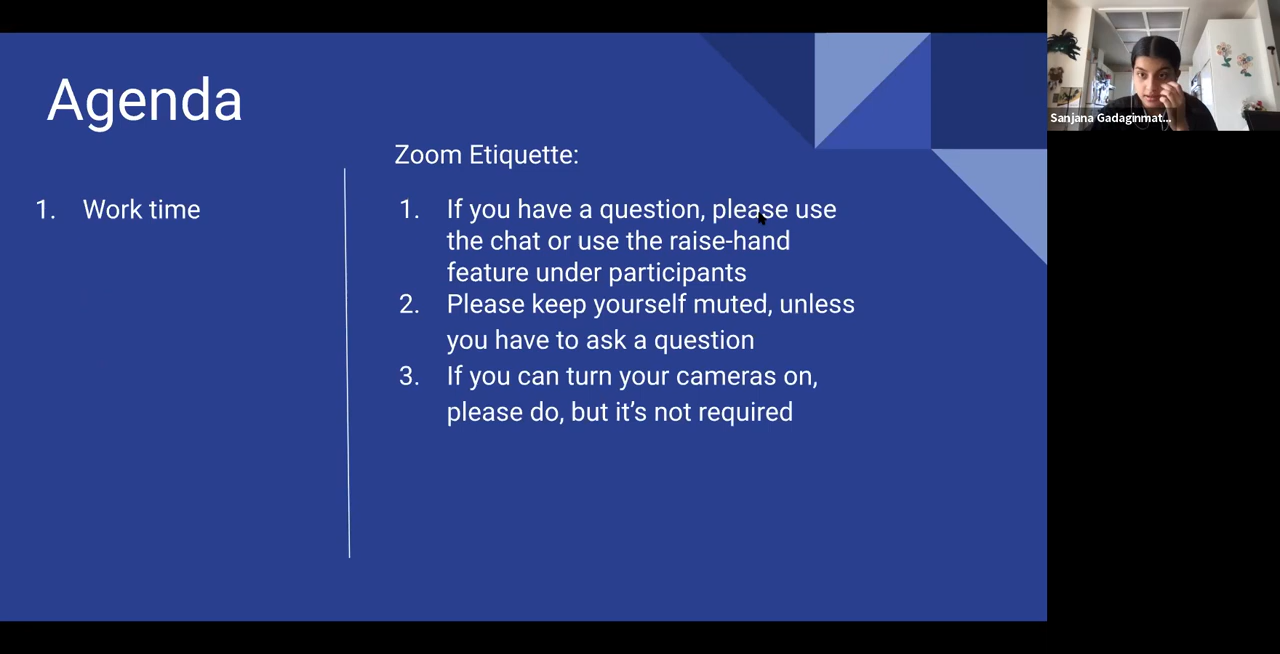 Agenda
1. Work time
Zoom Etiquette:
1. If you have a question, please use
the chat or use the raise-hand
feature under participants
2. Please keep yourself muted, unless
you have to ask a question
3. If you can turn your cameras on,
please do, but it’s not required
Sanjana Gadaginmat...